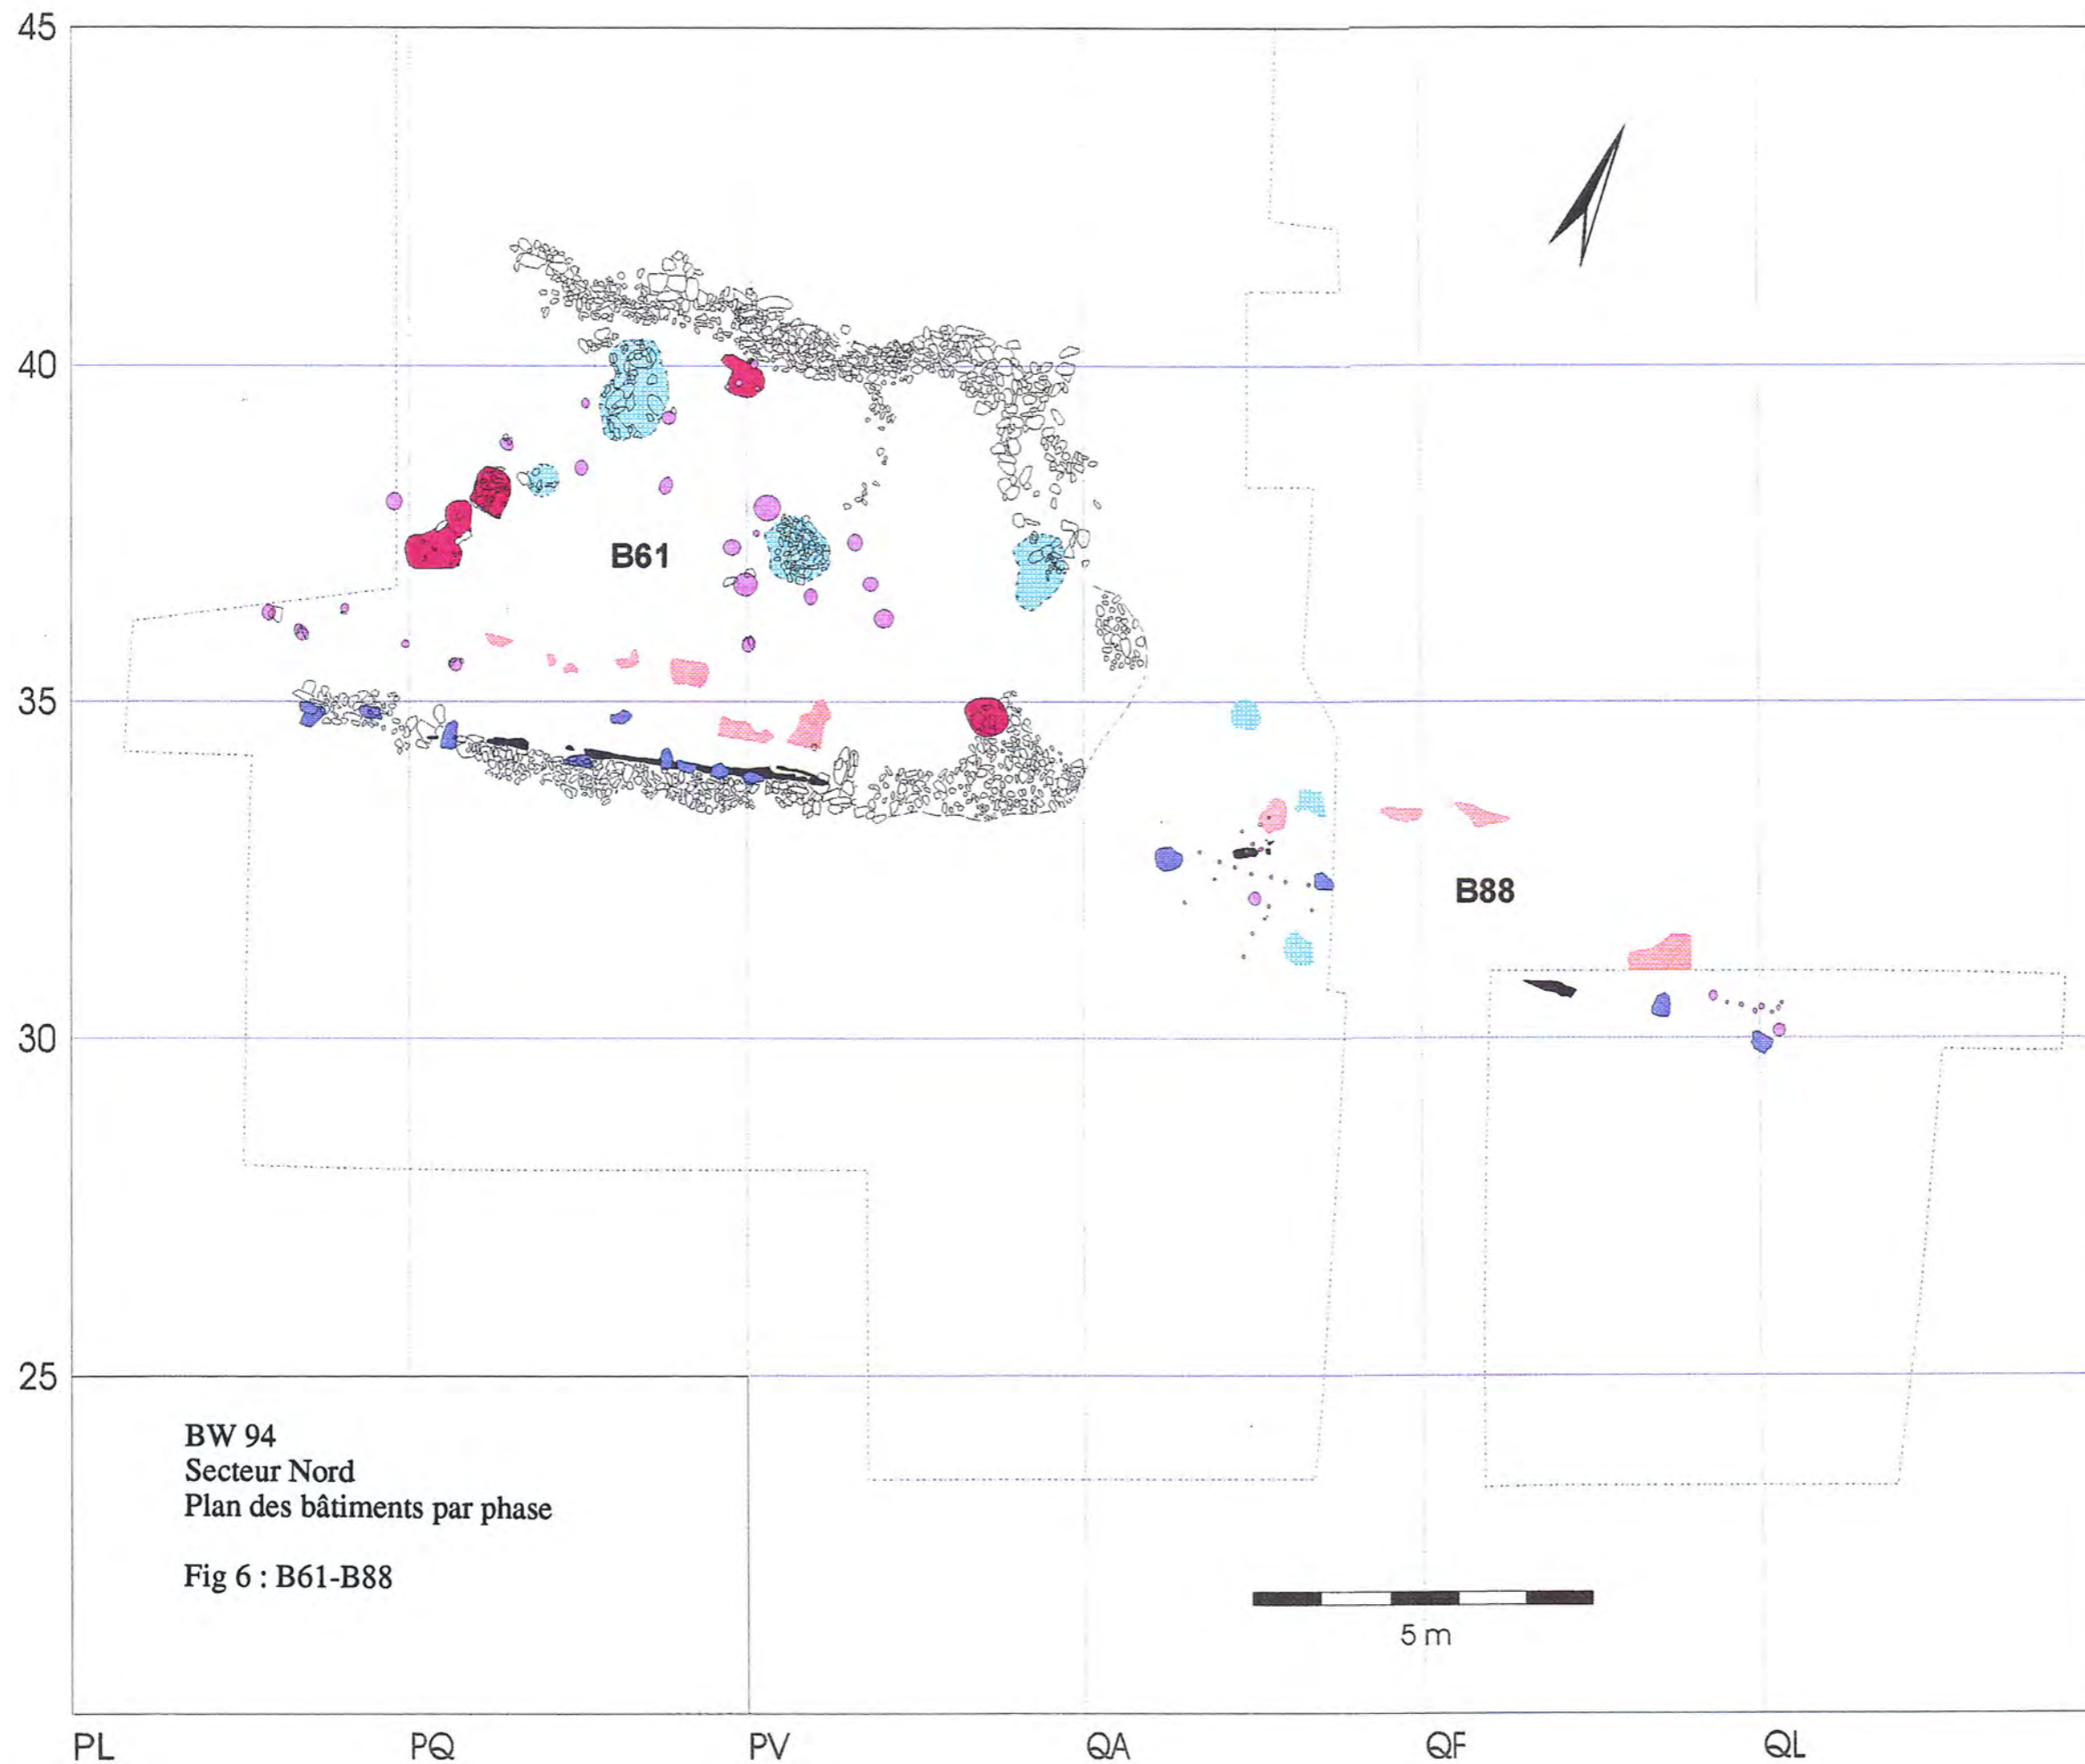 45
40
B61
35
B88
30
25
BW 94
Secteur Nord
Plan des bâtiments par phase
Fig 6 : B61-B88
5 m
PL PQ PV QA QF QL